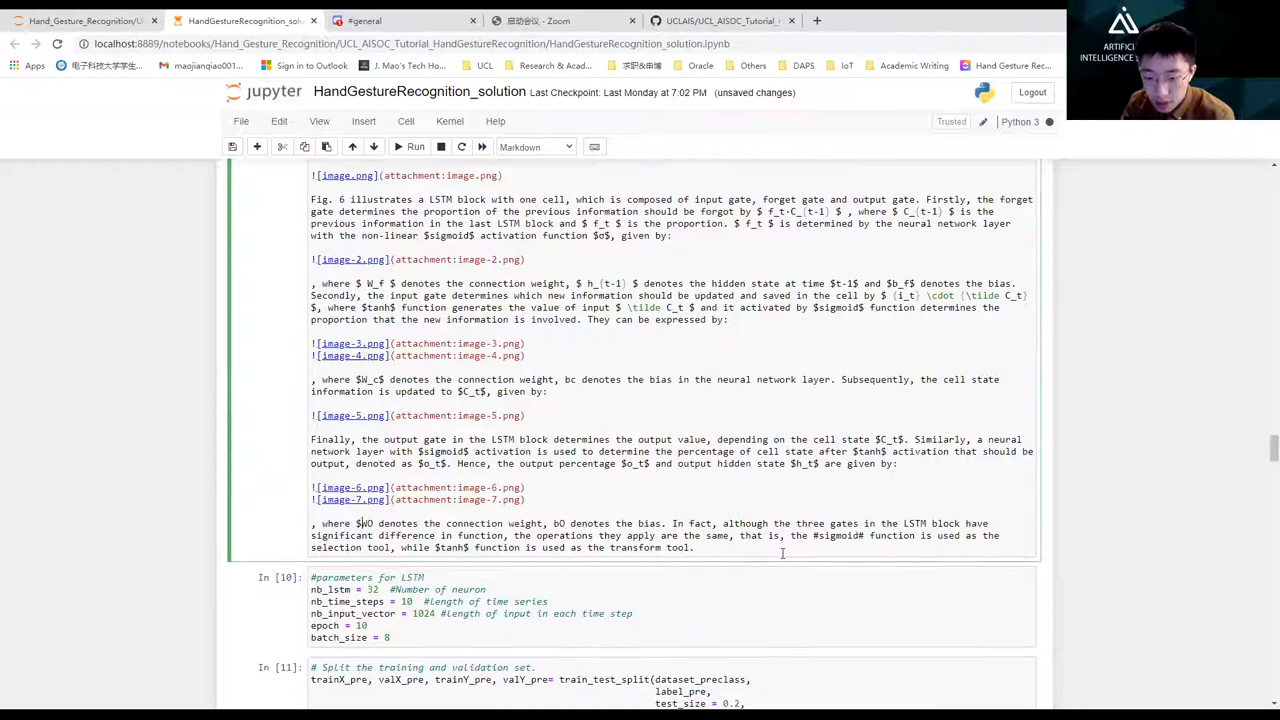 Hand_Gesture_Recognition/U
HandGestureRecognition_solu
#general
启动会议 - Zoom
UCLAIS/UCL_AISOC_Tutorial_H
localhost:8889/notebooks/Hand_Gesture_Recognition/UCL_AISOC_Tutorial_HandGestureRecognition/HandGestureRecognition_solution.ipynb
Apps 电子科技大学学生... maojianqiao001... Sign in to Outlook J. Mao's Tech Ho... UCL Research & Acad... 求职&申博 Oracle Others DAPS IoT Academic Writing Hand Gesture Rec...
ARTIFICI
INTELLIGENCE S
jupyter HandGestureRecognition_solution Last Checkpoint: Last Monday at 7:02 PM (unsaved changes) Logout
File Edit View Insert Cell Kernel Help Trusted Python 3
Run Markdown
![image.png](attachment:image.png)
Fig. 6 illustrates a LSTM block with one cell, which is composed of input gate, forget gate and output gate. Firstly, the forget
gate determines the proportion of the previous information should be forgot by $ f_t·C_{t-1} $ , where $ C_{t-1} $ is the
previous information in the last LSTM block and $ f_t $ is the proportion. $ f_t $ is determined by the neural network layer
with the non-linear $sigmoid$ activation function $σ$, given by:
![image-2.png](attachment:image-2.png)
, where $ W_f $ denotes the connection weight, $ h_{t-1} $ denotes the hidden state at time $t-1$ and $b_f$ denotes the bias.
Secondly, the input gate determines which new information should be updated and saved in the cell by $ {i_t} \cdot {\tilde C_t}
$, where $tanh$ function generates the value of input $ \tilde C_t $ and it activated by $sigmoid$ function determines the
proportion that the new information is involved. They can be expressed by:
![image-3.png](attachment:image-3.png)
![image-4.png](attachment:image-4.png)
, where $W_c$ denotes the connection weight, bc denotes the bias in the neural network layer. Subsequently, the cell state
information is updated to $C_t$, given by:
![image-5.png](attachment:image-5.png)
Finally, the output gate in the LSTM block determines the output value, depending on the cell state $C_t$. Similarly, a neural
network layer with $sigmoid$ activation is used to determine the percentage of cell state after $tanh$ activation that should be
output, denoted as $o_t$. Hence, the output percentage $o_t$ and output hidden state $h_t$ are given by:
![image-6.png](attachment:image-6.png)
![image-7.png](attachment:image-7.png)
, where $WO denotes the connection weight, bO denotes the bias. In fact, although the three gates in the LSTM block have
significant difference in function, the operations they apply are the same, that is, the #sigmoid# function is used as the
selection tool, while $tanh$ function is used as the transform tool.
In [10]: #parameters for LSTM
nb_lstm = 32 #Number of neuron
nb_time_steps = 10 #length of time series
nb_input_vector = 1024 #length of input in each time step
epoch = 10
batch_size = 8
In [11]: # Split the training and validation set.
trainX_pre, valX_pre, trainY_pre, valY_pre= train_test_split(dataset_preclass,
label_pre,
test_size = 0.2,